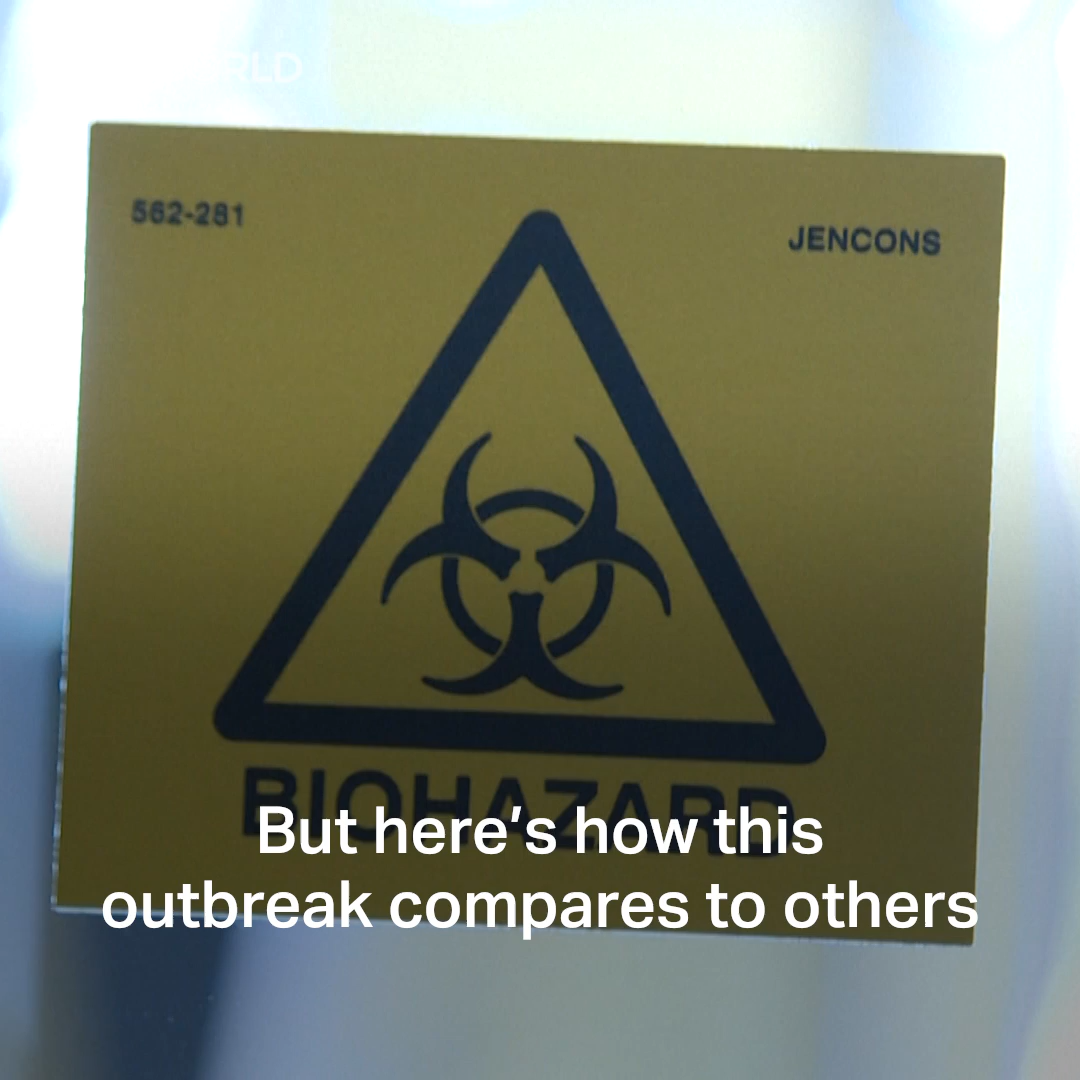 562-281
JENCONS
BIOHAZARD
But here's how this
outbreak compares to others